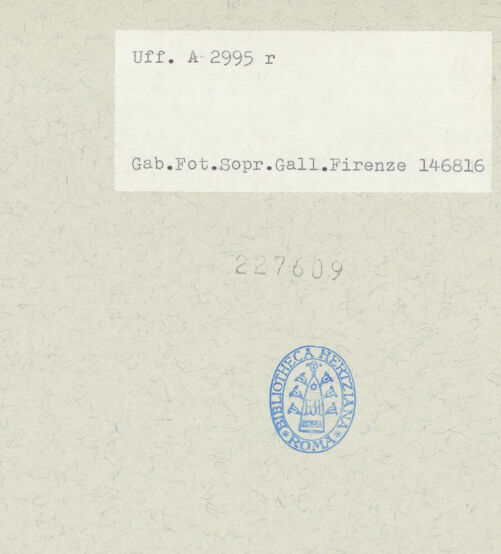 Uff. A 2995 r
Gab.Fot.Sopr.Gall.Firenze 146816
227609
BIBLIOTHECA HERTZIANA
ROMA